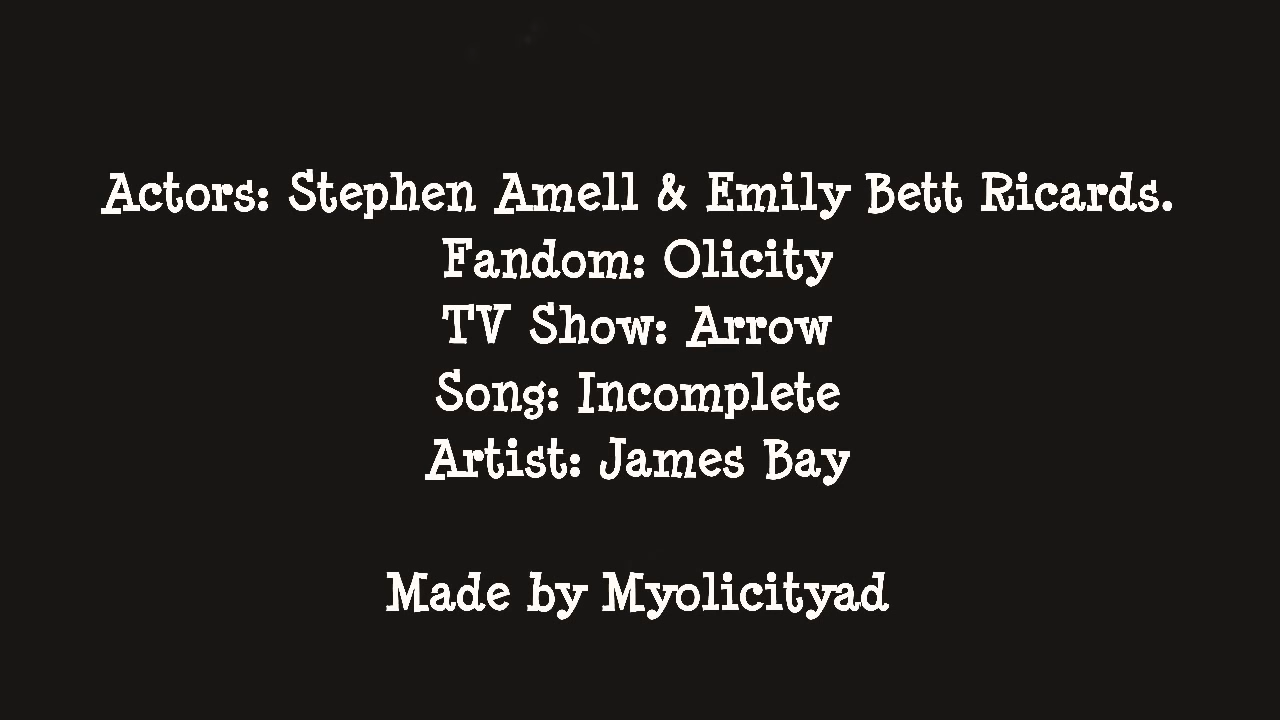 Actors: Stephen Amell & Emily Bett Ricards.
Fandom: Olicity
TV Show: Arrow
Song: Incomplete
Artist: James Bay
Made by Myolicityad